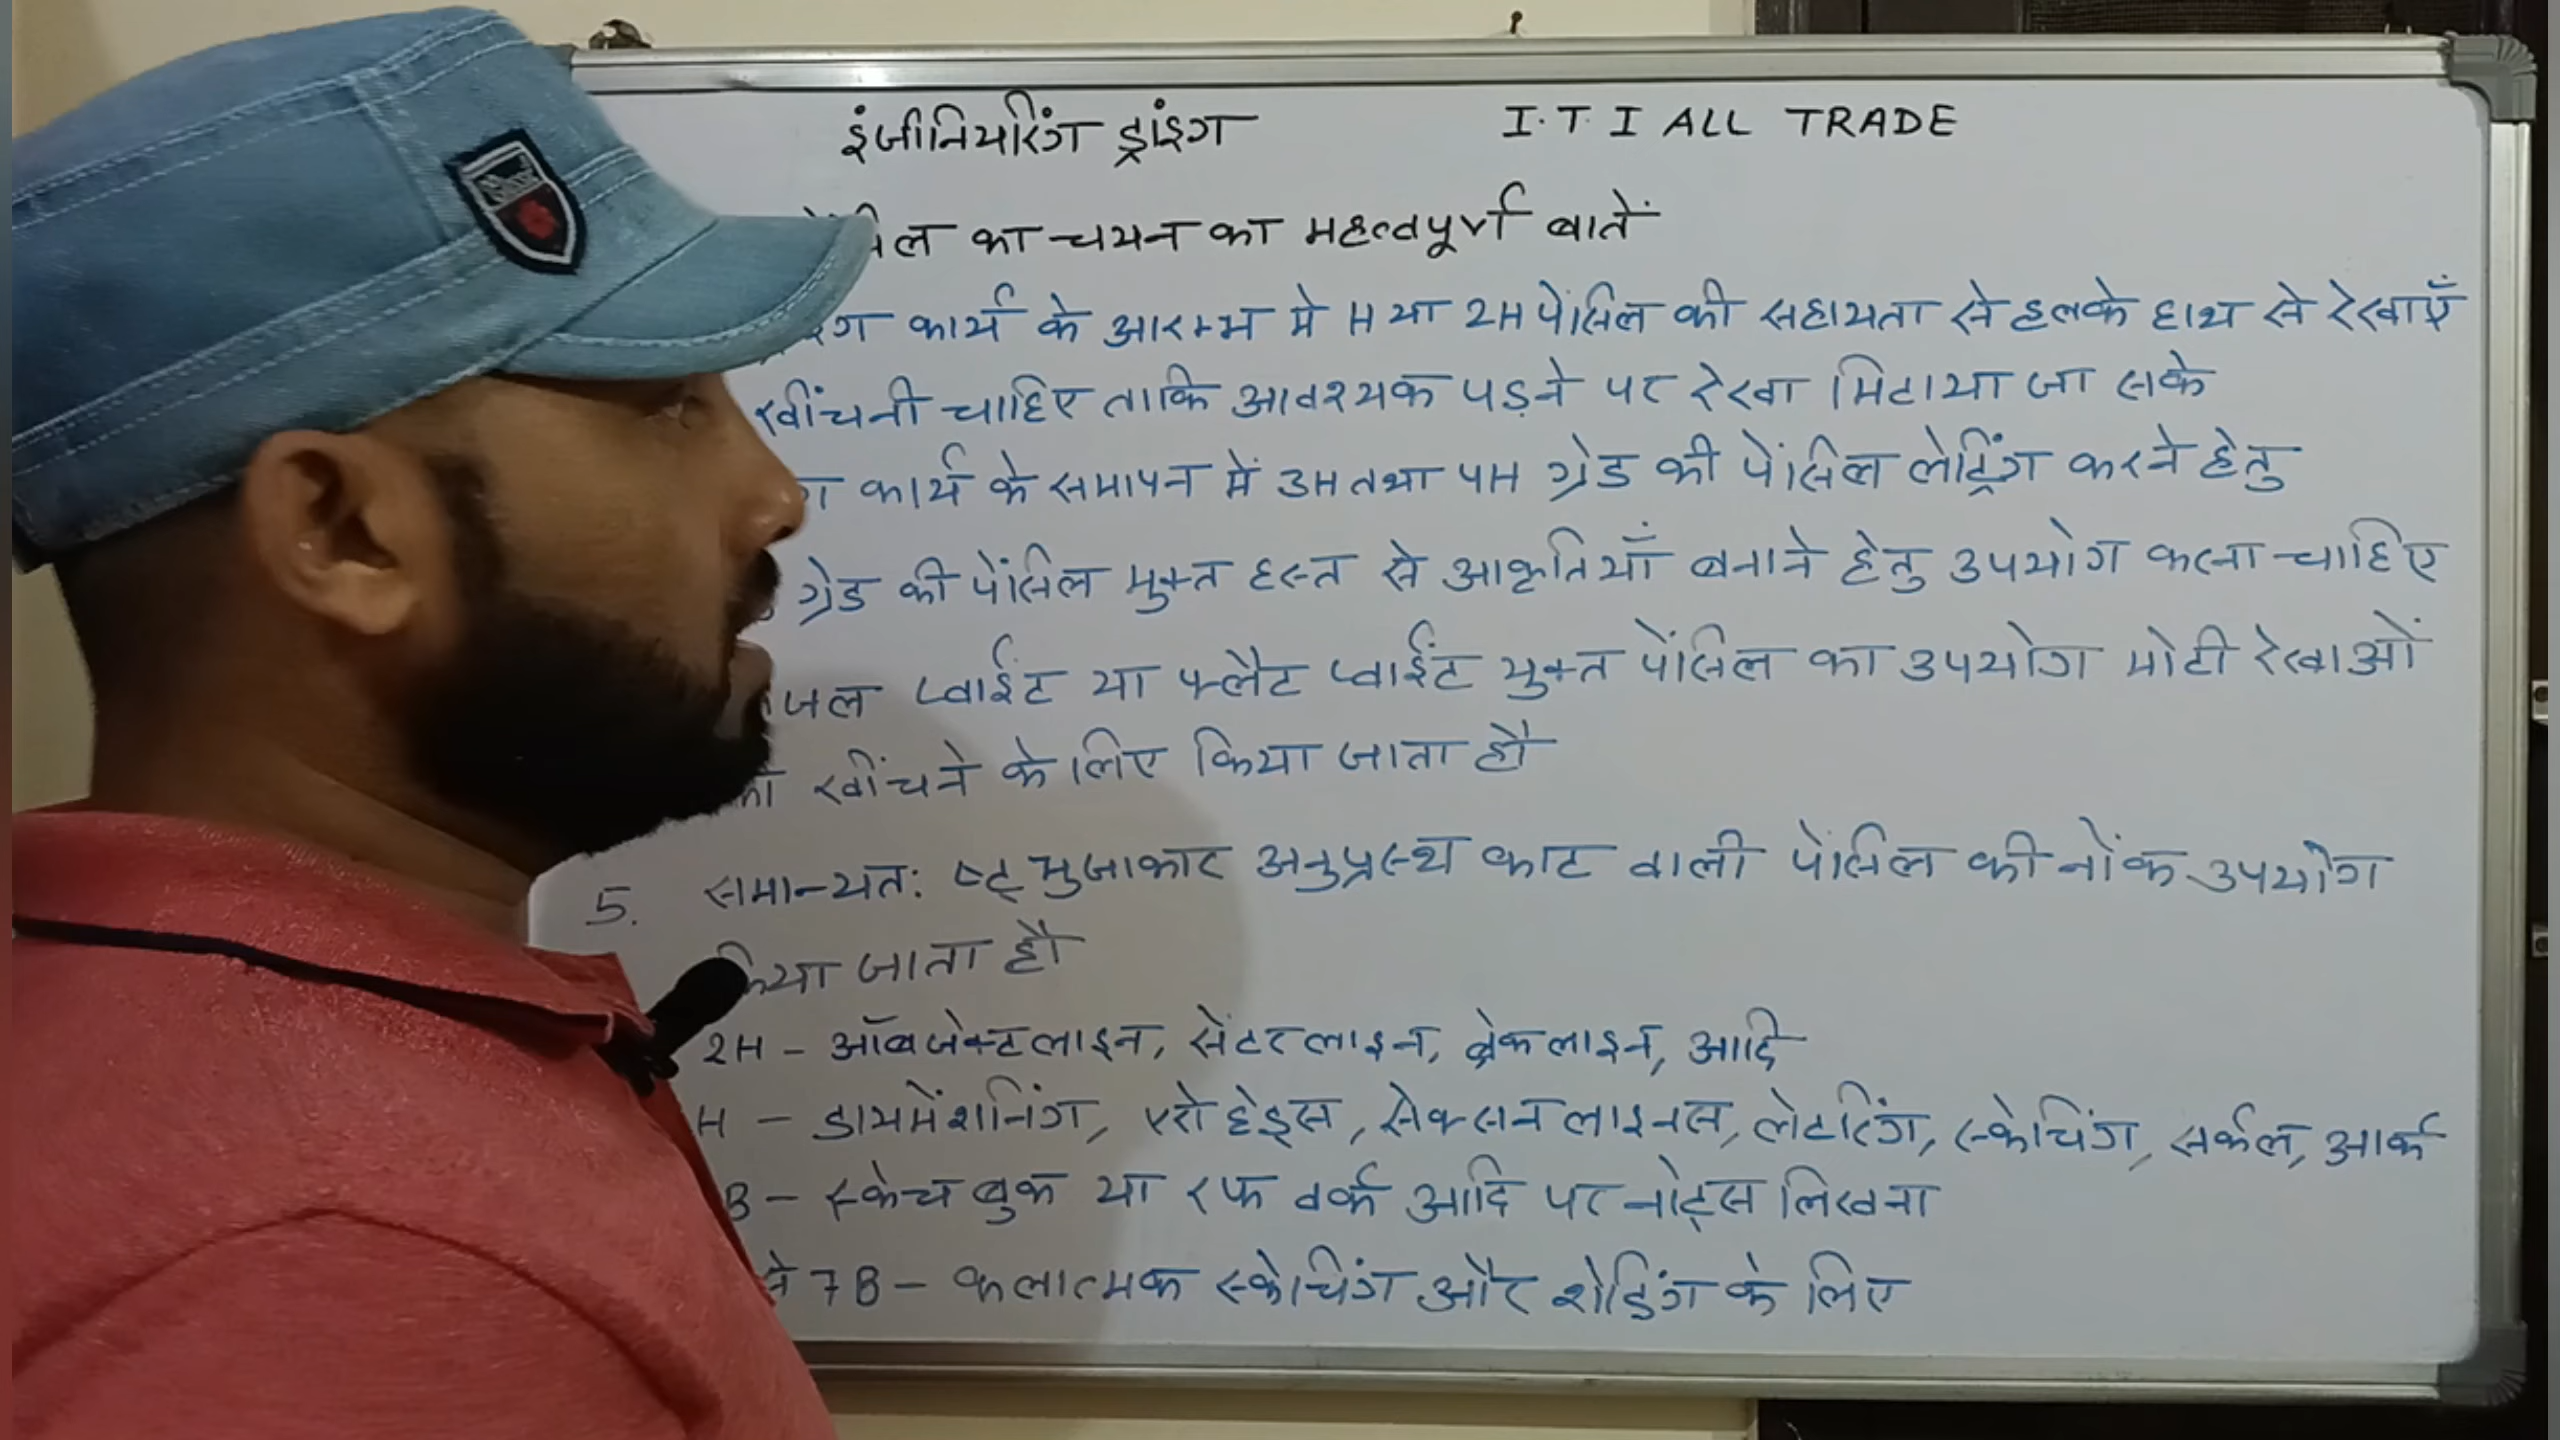 इंजीनियरिंग ड्राइंग I.T.I ALL TRADE
का चयन का महत्वपूर्ण बातें
कार्य के आरम्भ मे H या 2H पेंसिल की सहायता से हलके हाथ से रेखाएँ
खींचनी चाहिए ताकि आवश्यक पड़ने पर रेखा मिटाया जा सके
कार्य के समापन में 3H तथा 4H ग्रेड की पेंसिल लेट्रिंग करने हेतु
ग्रेड की पेंसिल मुक्त हस्त से आकृतियाँ बनाने हेतु उपयोग करना चाहिए
प्वाईंट या फ्लैट प्वाईंट युक्त पेंसिल का उपयोग मोटी रेखाओं
खींचने के लिए किया जाता है
5. समान्यतः षट्भुजाकार अनुप्रस्थ काट वाली पेंसिल की नोंक उपयोग
किया जाता है
2H - ऑबजेक्ट लाइन, सेंटर लाइन, ब्रेक लाइन, आदि
H - डायमेंशनिंग, एरो हेड्स, सेक्सन लाइनस, लेटरिंग, स्केचिंग, सर्कल, आर्क
B - स्केच बुक या रफ वर्क आदि पर नोट्स लिखना
से 7B - कलात्मक स्केचिंग और शेडिंग के लिए